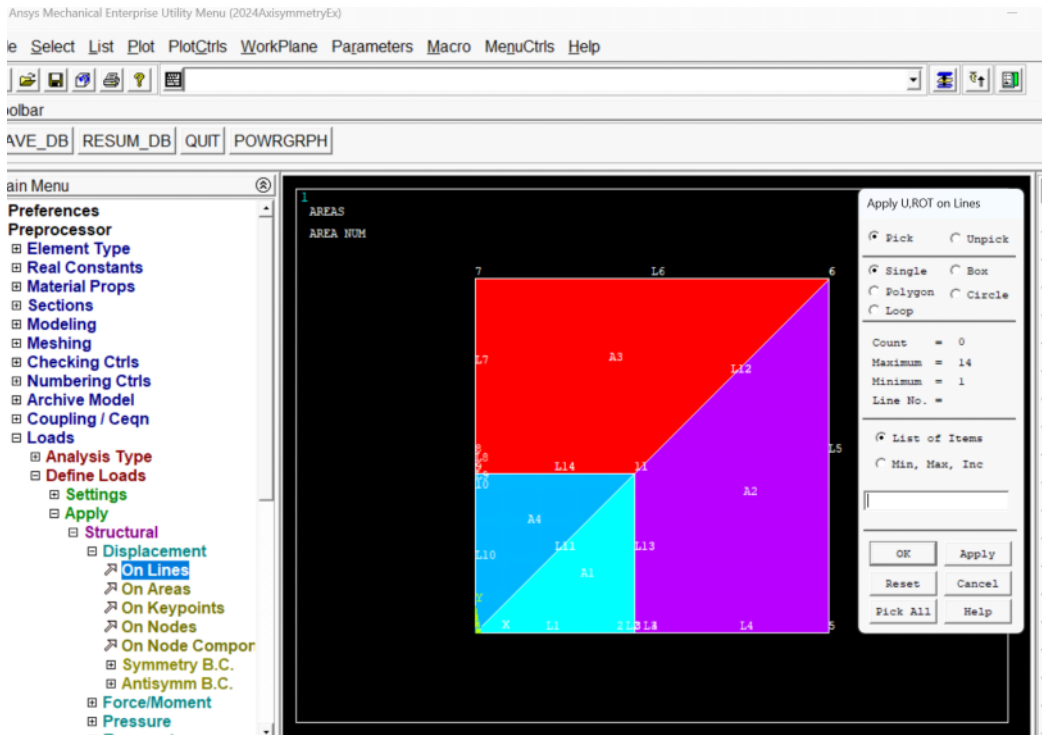 Ansys Mechanical Enterprise Utility Menu (2024AxisymmetryEx)
le Select List Plot PlotCtrls WorkPlane Parameters Macro MenuCtrls Help
oolbar
AVE_DB RESUM_DB QUIT POWRGRPH
ain Menu
Preferences
Preprocessor
Element Type
Real Constants
Material Props
Sections
Modeling
Meshing
Checking Ctrls
Numbering Ctrls
Archive Model
Coupling / Ceqn
Loads
Analysis Type
Define Loads
Settings
Apply
Structural
Displacement
On Lines
On Areas
On Keypoints
On Nodes
On Node Compor
Symmetry B.C.
Antisymm B.C.
Force/Moment
Pressure
1
AREAS
AREA NUM
7 L6 6
L7 A3 L12
L5
L14 11
10 A2
A4
L10 L11 L13
A1
Y
X L1 2 L4 5
Apply U,ROT on Lines
Pick Unpick
Single Box
Polygon Circle
Loop
Count = 0
Maximum = 14
Minimum = 1
Line No. =
List of Items
Min, Max, Inc
OK Apply
Reset Cancel
Pick All Help